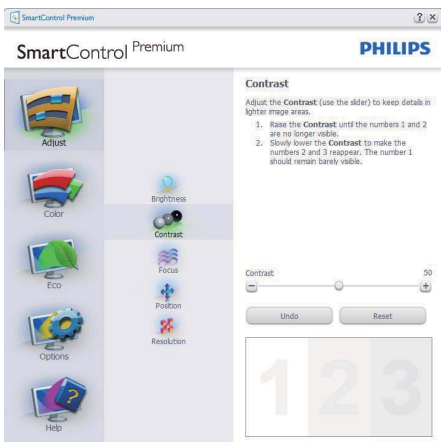 SmartControl Premium
SmartControl Premium
PHILIPS
Adjust
Color
Eco
Options
Help
Brightness
Contrast
Focus
Position
Resolution
Contrast
Adjust the Contrast (use the slider) to keep details in
lighter image areas.
1. Raise the Contrast until the numbers 1 and 2
are no longer visible.
2. Slowly lower the Contrast to make the
numbers 2 and 3 reappear. The number 1
should remain barely visible.
Contrast 50
Undo Reset
1 2 3